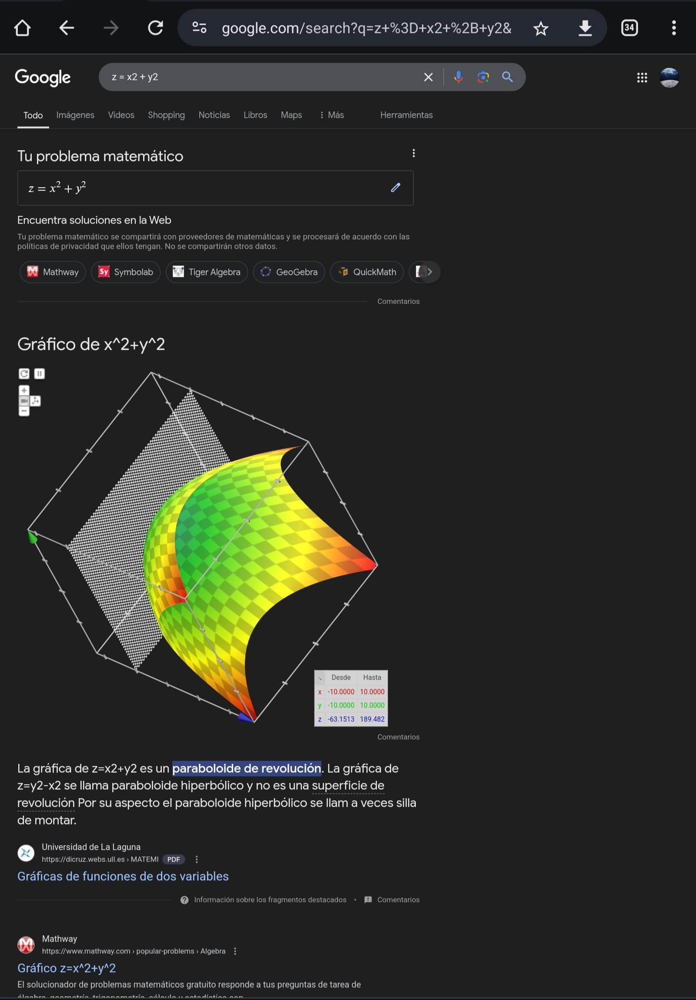 google.com/search?q=z+%3D+x2+%2B+y2&
34
Google
z = x2 + y2
Todo Imágenes Videos Shopping Noticias Libros Maps Más Herramientas
Tu problema matemático
z = x² + y²
Encuentra soluciones en la Web
Tu problema matemático se compartirá con proveedores de matemáticas y se procesará de acuerdo con las
políticas de privacidad que ellos tengan. No se compartirán otros datos.
Mathway Sy Symbolab Tiger Algebra GeoGebra QuickMath
Comentarios
Gráfico de x^2+y^2
Desde Hasta
x -10.0000 10.0000
y -10.0000 10.0000
z -63.1513 189.482
Comentarios
La gráfica de z=x2+y2 es un paraboloide de revolución. La gráfica de
z=y2-x2 se llama paraboloide hiperbólico y no es una superficie de
revolución Por su aspecto el paraboloide hiperbólico se llam a veces silla
de montar.
Universidad de La Laguna
https://dicruz.webs.ull.es › MATEMI PDF
Gráficas de funciones de dos variables
Información sobre los fragmentos destacados • Comentarios
Mathway
https://www.mathway.com › popular-problems › Algebra
Gráfico z=x^2+y^2
El solucionador de problemas matemáticos gratuito responde a tus preguntas de tarea de